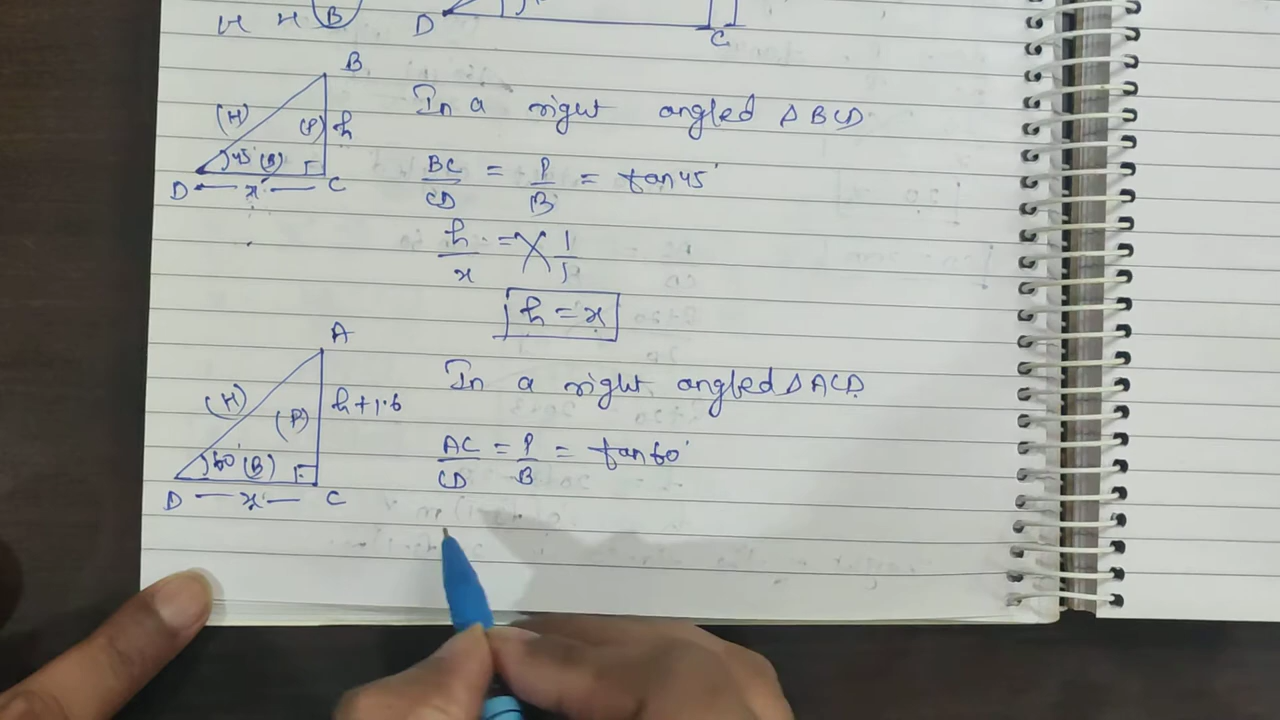 H H B D C
B
(H) (P) h
45° (B)
D x C
In a right angled ΔBCD
BC/CD = P/B = tan45°
h/x = 1/1
h = x
A
(H) (P) h+1.6
60° (B)
D x C
In a right angled ΔACD
AC/CD = P/B = tan60°